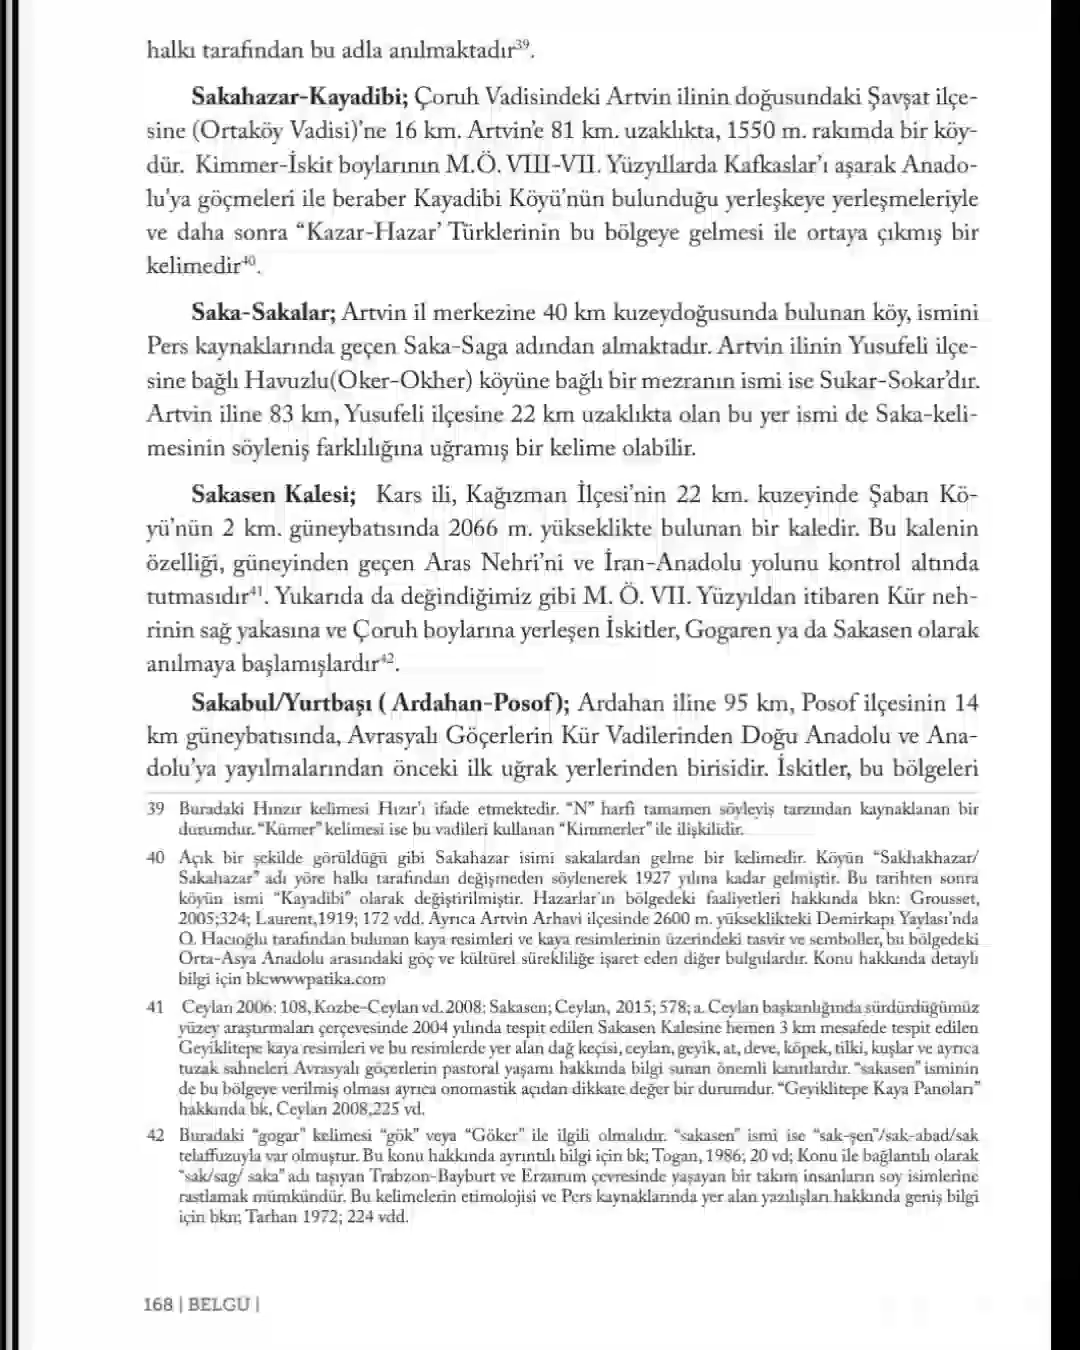 halkı tarafından bu adla anılmaktadır³⁹.
Sakahazar-Kayadibi; Çoruh Vadisindeki Artvin ilinin doğusundaki Şavşat ilçe-
sine (Ortaköy Vadisi)'ne 16 km. Artvin'e 81 km. uzaklıkta, 1550 m. rakımda bir köy-
dür. Kimmer-İskit boylarının M.Ö. VIII-VII. Yüzyıllarda Kafkaslar'ı aşarak Anado-
lu'ya göçmeleri ile beraber Kayadibi Köyü'nün bulunduğu yerleşkeye yerleşmeleriyle
ve daha sonra “Kazar-Hazar' Türklerinin bu bölgeye gelmesi ile ortaya çıkmış bir
kelimedir⁴⁰.
Saka-Sakalar; Artvin il merkezine 40 km kuzeydoğusunda bulunan köy, ismini
Pers kaynaklarında geçen Saka-Saga adından almaktadır. Artvin ilinin Yusufeli ilçe-
sine bağlı Havuzlu(Oker-Okher) köyüne bağlı bir mezranın ismi ise Sukar-Sokar'dır.
Artvin iline 83 km, Yusufeli ilçesine 22 km uzaklıkta olan bu yer ismi de Saka-keli-
mesinin söyleniş farklılığına uğramış bir kelime olabilir.
Sakasen Kalesi; Kars ili, Kağızman İlçesi'nin 22 km. kuzeyinde Şaban Kö-
yü'nün 2 km. güneybatısında 2066 m. yükseklikte bulunan bir kaledir. Bu kalenin
özelliği, güneyinden geçen Aras Nehri'ni ve İran-Anadolu yolunu kontrol altında
tutmasıdır⁴¹. Yukarıda da değindiğimiz gibi M. Ö. VII. Yüzyıldan itibaren Kür neh-
rinin sağ yakasına ve Çoruh boylarına yerleşen İskitler, Gogaren ya da Sakasen olarak
anılmaya başlamışlardır⁴².
Sakabul/Yurtbaşı ( Ardahan-Posof); Ardahan iline 95 km, Posof ilçesinin 14
km güneybatısında, Avrasyalı Göçerlerin Kür Vadilerinden Doğu Anadolu ve Ana-
dolu'ya yayılmalarından önceki ilk uğrak yerlerinden birisidir. İskitler, bu bölgeleri
39 Buradaki Hınzır kelimesi Hızır'ı ifade etmektedir. “N” harfi tamamen söyleyiş tarzından kaynaklanan bir
durumdur. “Kümer” kelimesi ise bu vadileri kullanan “Kimmerler” ile ilişkilidir.
40 Açık bir şekilde görüldüğü gibi Sakahazar isimi sakalardan gelme bir kelimedir. Köyün “Sakhakhazar/
Sakahazar” adı yöre halkı tarafından değişmeden söylenerek 1927 yılına kadar gelmiştir. Bu tarihten sonra
köyün ismi “Kayadibi” olarak değiştirilmiştir. Hazarlar'ın bölgedeki faaliyetleri hakkında bkn: Grousset,
2005;324; Laurent,1919; 172 vdd. Ayrıca Artvin Arhavi ilçesinde 2600 m. yükseklikteki Demirkapı Yaylası'nda
O. Hacıoğlu tarafından bulunan kaya resimleri ve kaya resimlerinin üzerindeki tasvir ve semboller, bu bölgedeki
Orta-Asya Anadolu arasındaki göç ve kültürel sürekliliğe işaret eden diğer bulgulardır. Konu hakkında detaylı
bilgi için bk:wwwpatika.com
41 Ceylan 2006: 108, Kozbe-Ceylan vd. 2008: Sakasen; Ceylan, 2015; 578; a. Ceylan başkanlığında sürdürdüğümüz
yüzey araştırmaları çerçevesinde 2004 yılında tespit edilen Sakasen Kalesine hemen 3 km mesafede tespit edilen
Geyiklitepe kaya resimleri ve bu resimlerde yer alan dağ keçisi, ceylan, geyik, at, deve, köpek, tilki, kuşlar ve ayrıca
tuzak sahneleri Avrasyalı göçerlerin pastoral yaşamı hakkında bilgi sunan önemli kanıtlardır. “sakasen” isminin
de bu bölgeye verilmiş olması ayrıca onomastik açıdan dikkate değer bir durumdur. “Geyiklitepe Kaya Panoları”
hakkında bk, Ceylan 2008,225 vd.
42 Buradaki “gogar” kelimesi “gök” veya “Göker” ile ilgili olmalıdır. “sakasen” ismi ise “sak-şen”/sak-abad/sak
telaffuzuyla var olmuştur. Bu konu hakkında ayrıntılı bilgi için bk; Togan, 1986; 20 vd; Konu ile bağlantılı olarak
“sak/sag/ saka” adı taşıyan Trabzon-Bayburt ve Erzurum çevresinde yaşayan bir takım insanların soy isimlerine
rastlamak mümkündür. Bu kelimelerin etimolojisi ve Pers kaynaklarında yer alan yazılışları hakkında geniş bilgi
için bkn; Tarhan 1972; 224 vdd.
168 | BELGÜ |